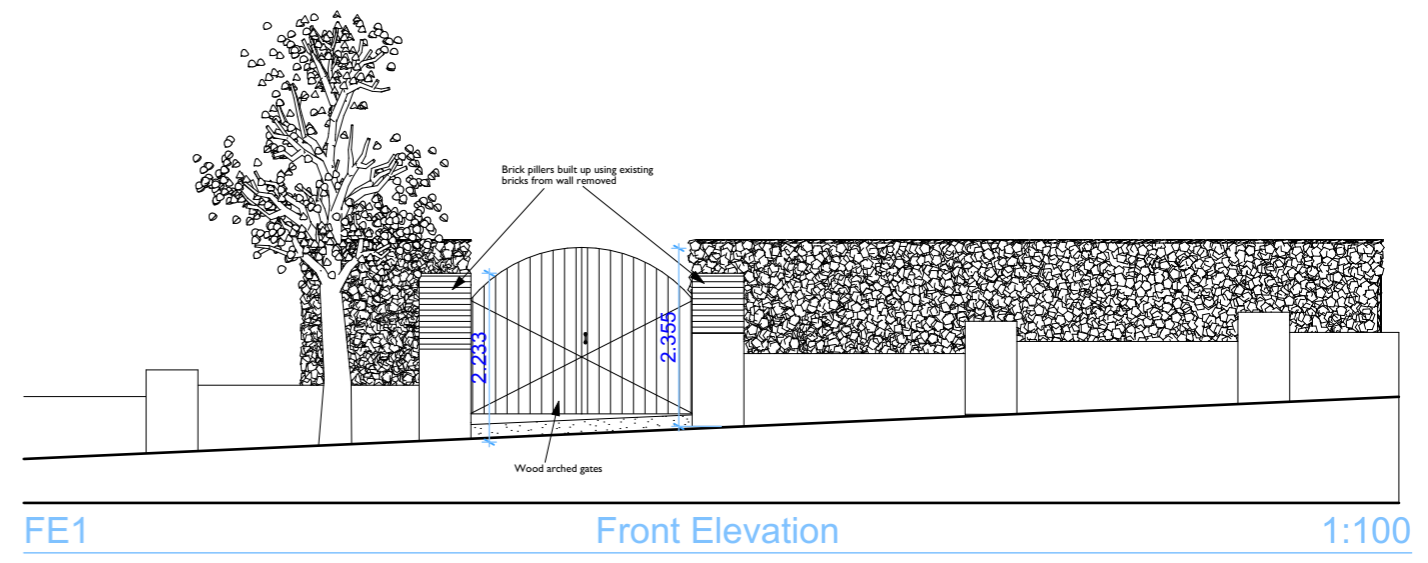 Brick pillers built up using existing
bricks from wall removed
2.233
2.355
Wood arched gates
FE1
Front Elevation
1:100